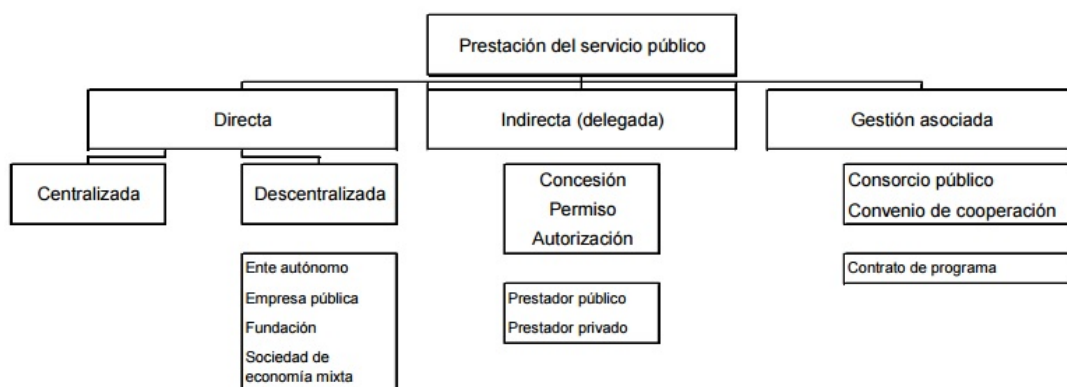 Prestación del servicio público
Directa
Indirecta (delegada)
Gestión asociada
Centralizada
Descentralizada
Concesión
Permiso
Autorización
Consorcio público
Convenio de cooperación
Ente autónomo
Empresa pública
Fundación
Sociedad de
economía mixta
Prestador público
Prestador privado
Contrato de programa